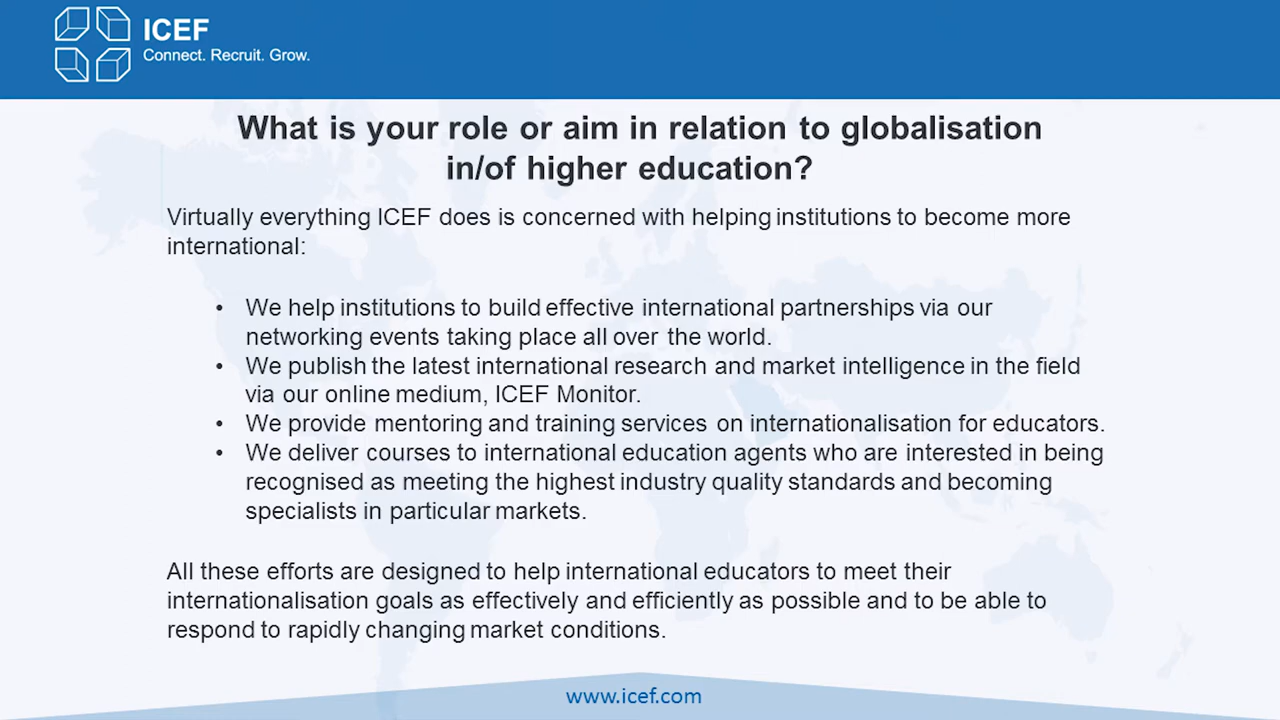 ICEF
Connect. Recruit. Grow.
What is your role or aim in relation to globalisation
in/of higher education?
Virtually everything ICEF does is concerned with helping institutions to become more
international:
• We help institutions to build effective international partnerships via our
networking events taking place all over the world.
• We publish the latest international research and market intelligence in the field
via our online medium, ICEF Monitor.
• We provide mentoring and training services on internationalisation for educators.
• We deliver courses to international education agents who are interested in being
recognised as meeting the highest industry quality standards and becoming
specialists in particular markets.
All these efforts are designed to help international educators to meet their
internationalisation goals as effectively and efficiently as possible and to be able to
respond to rapidly changing market conditions.
www.icef.com